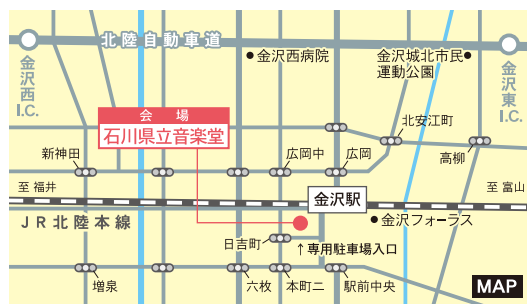 北陸自動車道
金沢西
I.C.
金沢西病院
金沢城北市民
運動公園
金沢東
I.C.
会場
石川県立音楽堂
北安江町
新神田
広岡中
広岡
高柳
至 福井
至 富山
金沢駅
JR北陸本線
金沢フォーラス
日吉町
↑専用駐車場入口
増泉
六枚
本町二
駅前中央
MAP